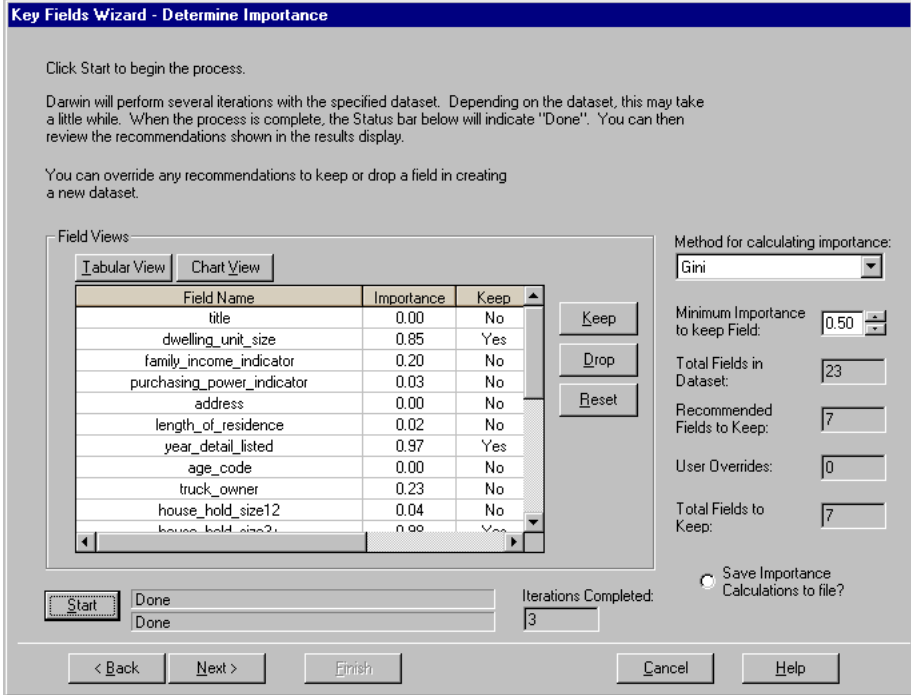 Key Fields Wizard - Determine Importance
Click Start to begin the process.
Darwin will perform several iterations with the specified dataset.  Depending on the dataset, this may take
a little while.  When the process is complete, the Status bar below will indicate "Done".  You can then
review the recommendations shown in the results display.
You can override any recommendations to keep or drop a field in creating
a new dataset.
Field Views
Tabular View Chart View
Field Name Importance Keep
title 0.00 No
dwelling_unit_size 0.85 Yes
family_income_indicator 0.20 No
purchasing_power_indicator 0.03 No
address 0.00 No
length_of_residence 0.02 No
year_detail_listed 0.97 Yes
age_code 0.00 No
truck_owner 0.23 No
house_hold_size12 0.04 No
Keep
Drop
Reset
Method for calculating importance:
Gini
Minimum Importance
to keep Field:
0.50
Total Fields in
Dataset:
23
Recommended
Fields to Keep:
7
User Overrides:
0
Total Fields to
Keep:
7
Save Importance
Calculations to file?
Start
Done
Done
Iterations Completed:
3
< Back
Next >
Finish
Cancel
Help